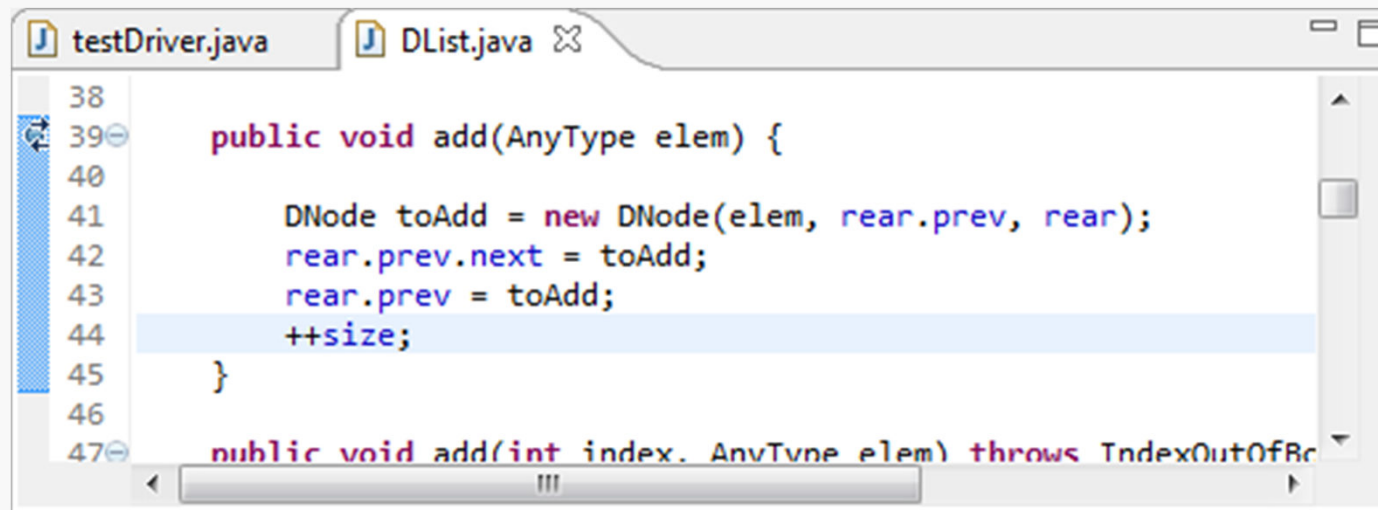 testDriver.java DList.java
38
39 public void add(AnyType elem) {
40
41 DNode toAdd = new DNode(elem, rear.prev, rear);
42 rear.prev.next = toAdd;
43 rear.prev = toAdd;
44 ++size;
45 }
46
47 public void add(int index, AnyType elem) throws IndexOutOfBo